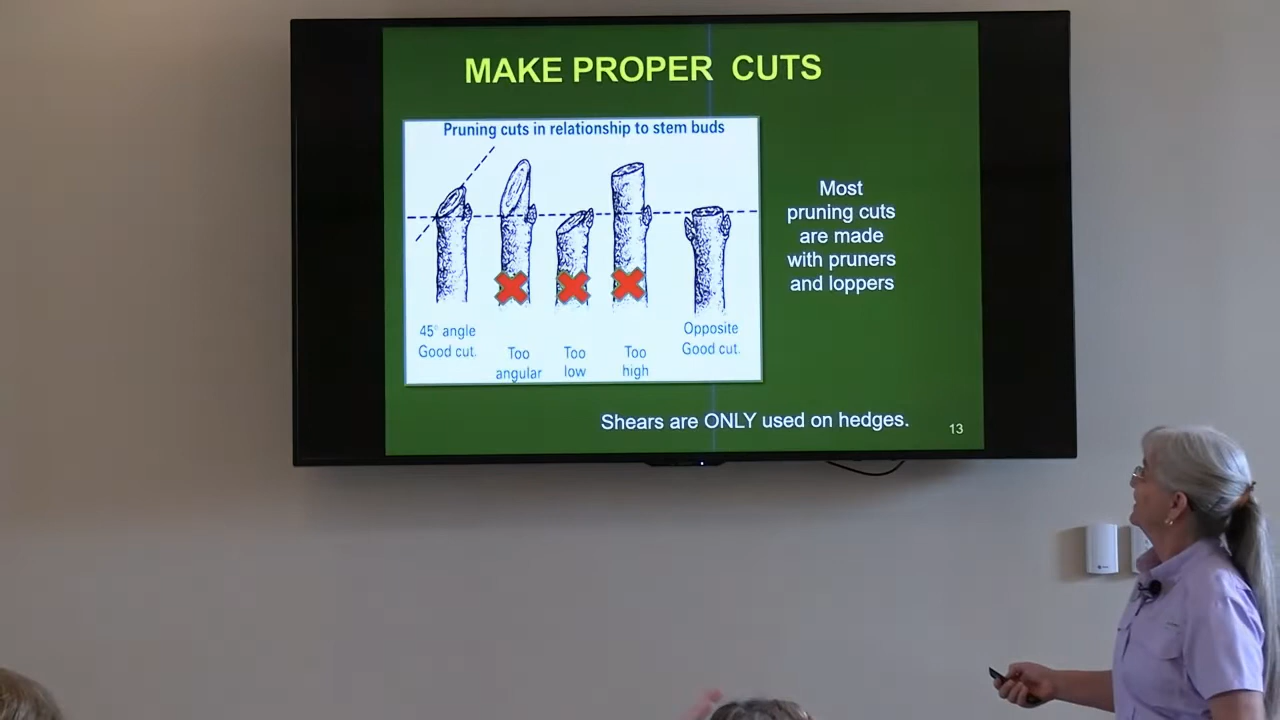 MAKE PROPER CUTS
Pruning cuts in relationship to stem buds
45° angle
Good cut.
Too
angular
Too
low
Too
high
Opposite
Good cut.
Most
pruning cuts
are made
with pruners
and loppers
Shears are ONLY used on hedges.
13